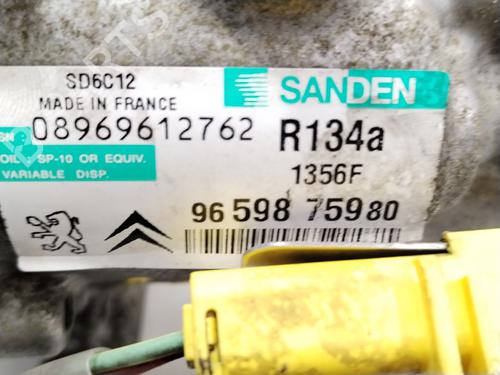 SD6C12
MADE IN FRANCE
SANDEN
SN: 08969612762
R134a
OIL : SP-10 OR EQUIV.
VARIABLE DISP.
1356F
96 598 759 80